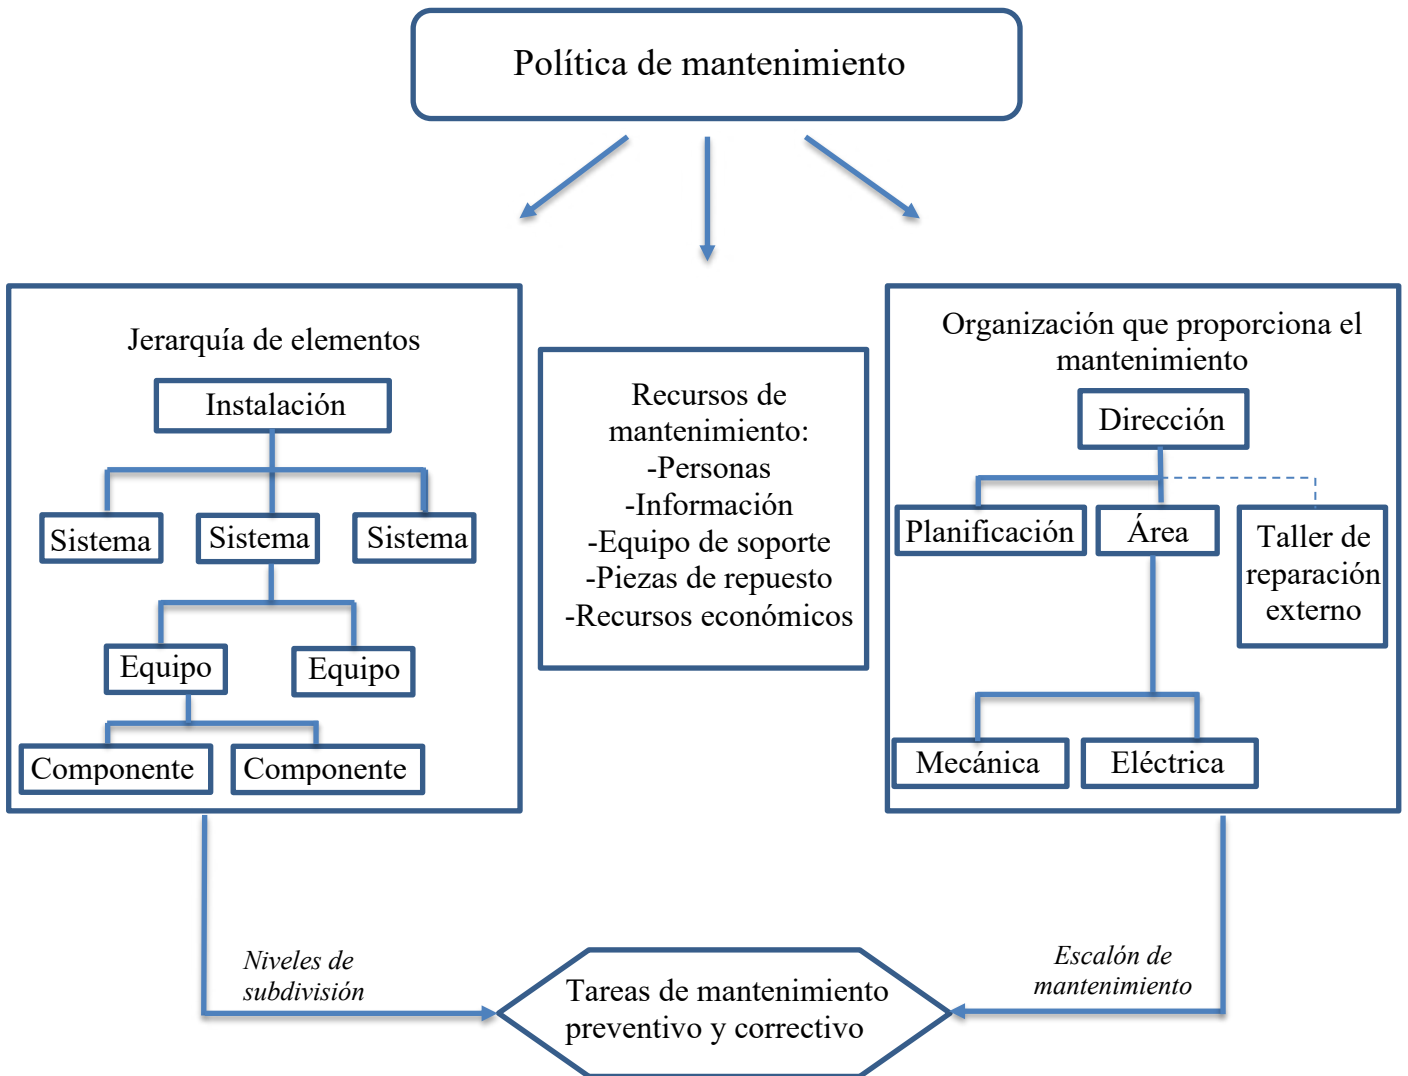 Política de mantenimiento
Jerarquía de elementos
Instalación
Sistema
Sistema
Sistema
Equipo
Equipo
Componente
Componente
Recursos de
mantenimiento:
-Personas
-Información
-Equipo de soporte
-Piezas de repuesto
-Recursos económicos
Organización que proporciona el
mantenimiento
Dirección
Planificación
Área
Taller de
reparación
externo
Mecánica
Eléctrica
Niveles de
subdivisión
Tareas de mantenimiento
preventivo y correctivo
Escalón de
mantenimiento